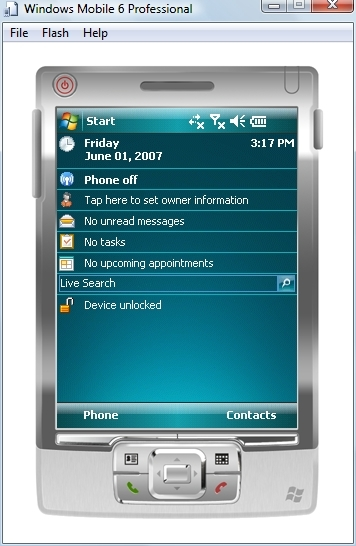 Windows Mobile 6 Professional
File Flash Help
Start
Friday 3:17 PM
June 01, 2007
Phone off
Tap here to set owner information
No unread messages
No tasks
No upcoming appointments
Live Search
Device unlocked
Phone Contacts